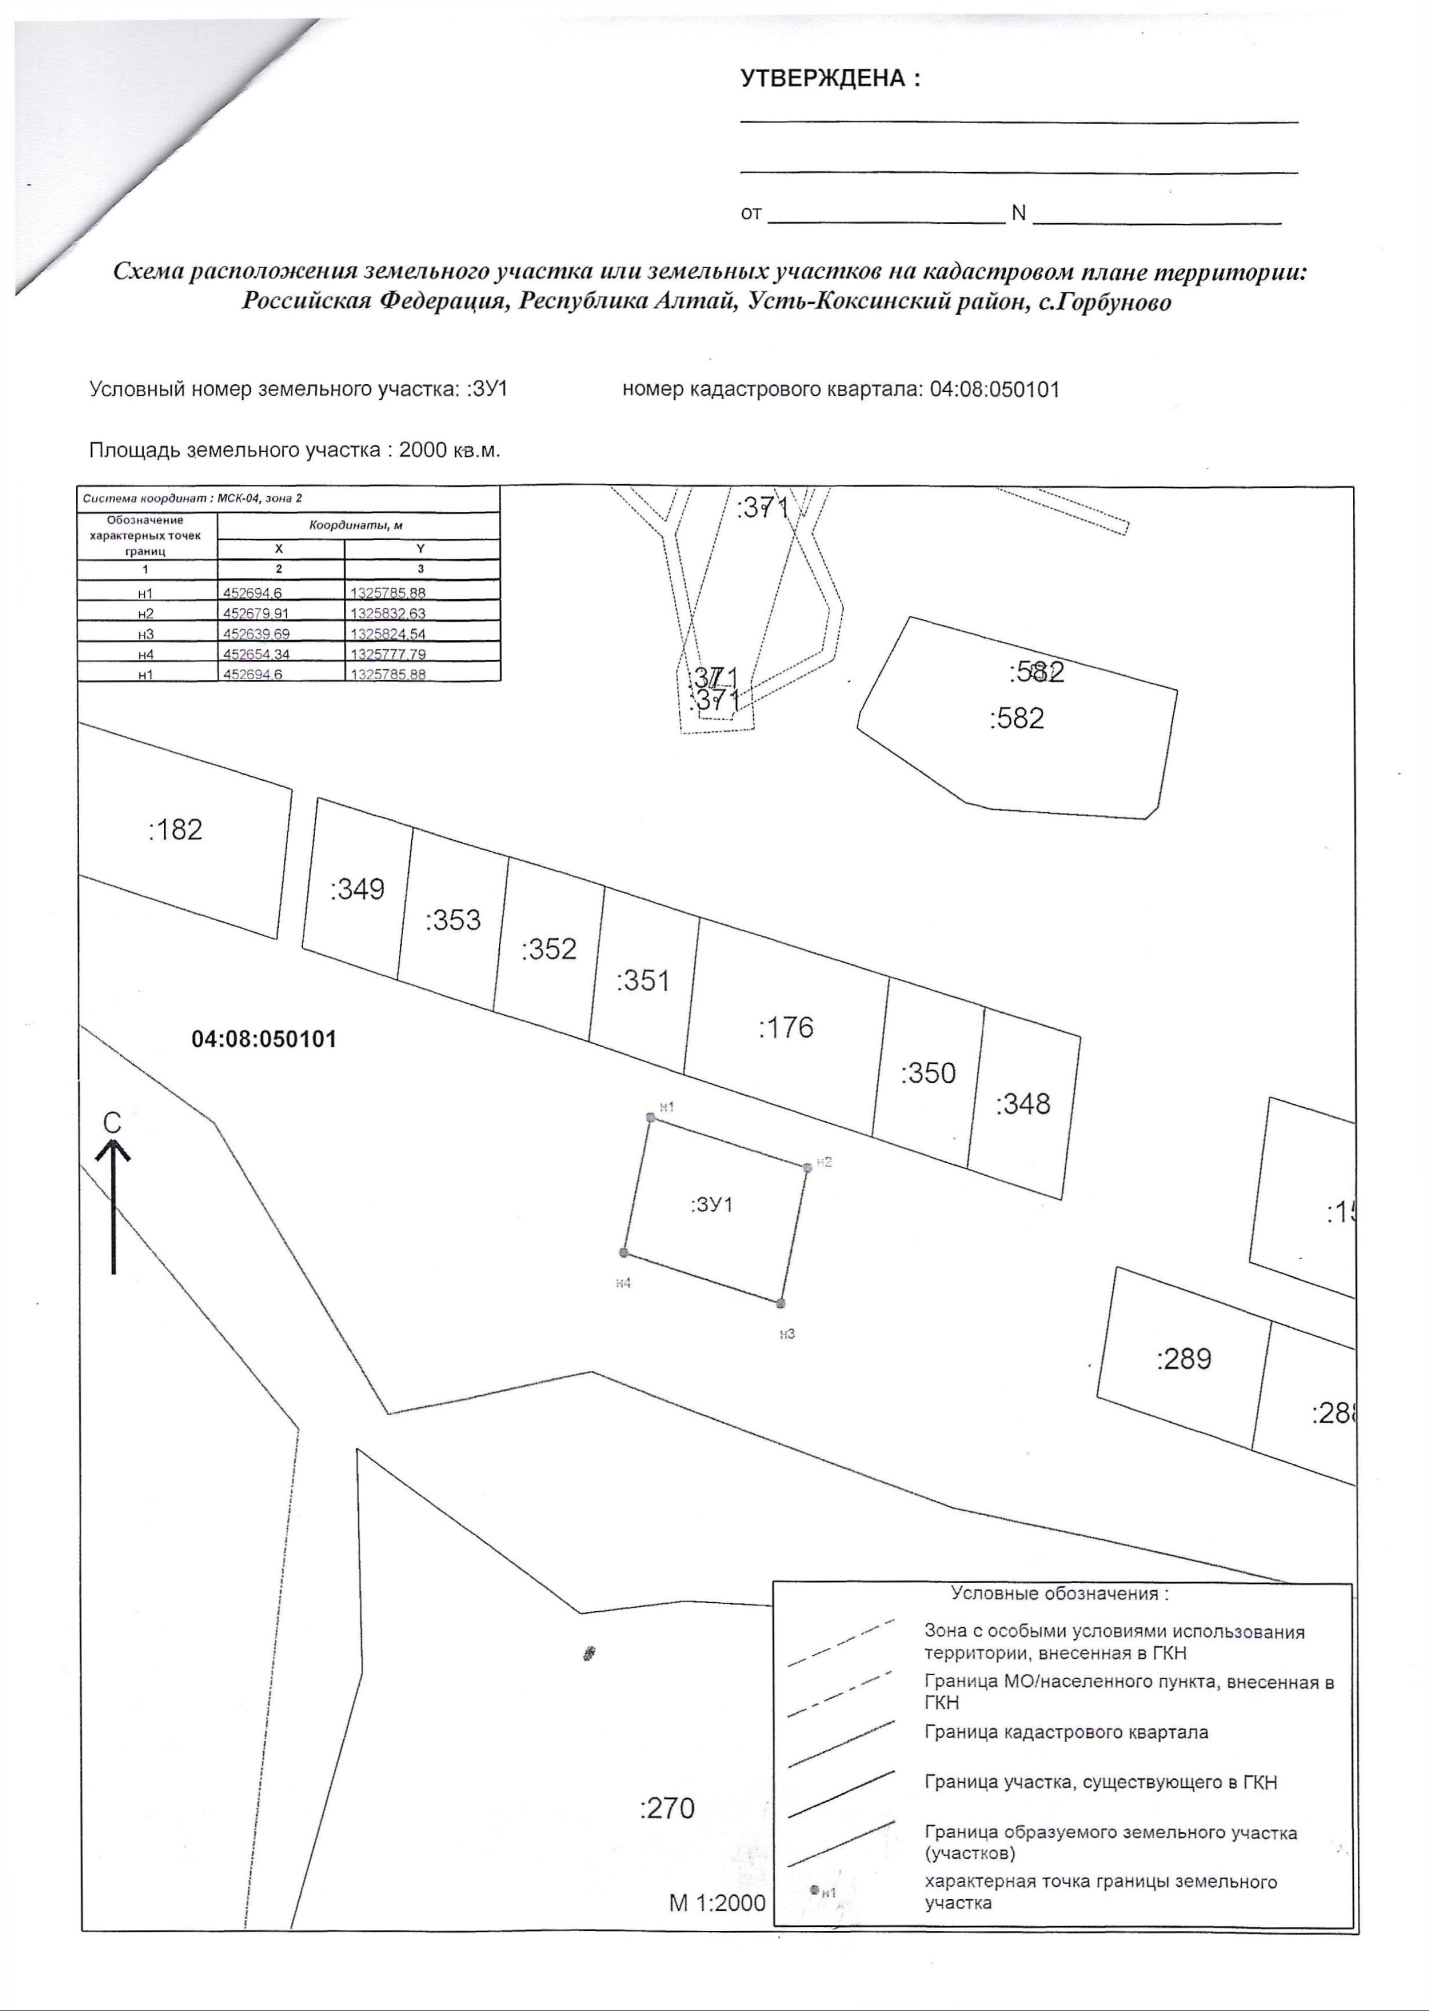 УТВЕРЖДЕНА :
от N
Схема расположения земельного участка или земельных участков на кадастровом плане территории:
Российская Федерация, Республика Алтай, Усть-Коксинский район, с.Горбуново
Условный номер земельного участка: :ЗУ1 номер кадастрового квартала: 04:08:050101
Площадь земельного участка : 2000 кв.м.
Система координат : МСК-04, зона 2
Обозначение характерных точек границ Координаты, м
X Y
1 2 3
н1 452694,6 1325785,88
н2 452679,91 1325832,63
н3 452639,69 1325824,54
н4 452654,34 1325777,79
н1 452694,6 1325785,88
:371
:371
:371
:582
:582
:182
:349
:353
:352
:351
:176
:350
:348
04:08:050101
С
н1
н2
:ЗУ1
н4
н3
:15
:289
:288
:270
М 1:2000
Условные обозначения :
Зона с особыми условиями использования
территории, внесенная в ГКН
Граница МО/населенного пункта, внесенная в
ГКН
Граница кадастрового квартала
Граница участка, существующего в ГКН
Граница образуемого земельного участка
(участков)
н1
характерная точка границы земельного
участка